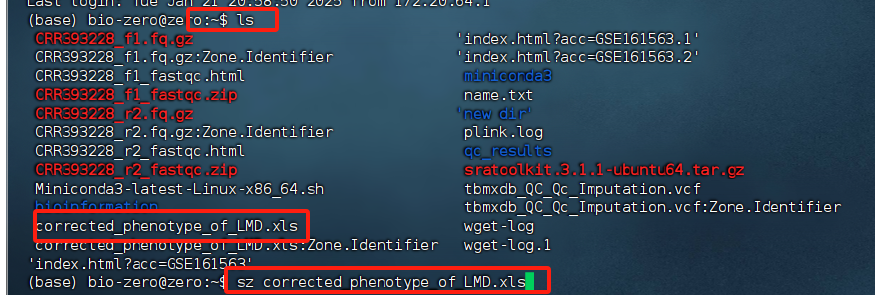 Last login: Tue Jan 21 20:58:50 2025 from 172.20.64.1
(base) bio-zero@zero:~$ ls
CRR393228_f1.fq.gz 'index.html?acc=GSE161563.1'
CRR393228_f1.fq.gz:Zone.Identifier 'index.html?acc=GSE161563.2'
CRR393228_f1_fastqc.html minicorda3
CRR393228_f1_fastqc.zip name.txt
CRR393228_r2.fq.gz 'new dir'
CRR393228_r2.fq.gz:Zone.Identifier plink.log
CRR393228_r2_fastqc.html qc_results
CRR393228_r2_fastqc.zip sratoolkit.3.1.1-ubuntu64.tar.gz
Miniconda3-latest-Linux-x86_64.sh tbmxdb_QC_Qc_Imputation.vcf
bioinformation tbmxdb_QC_Qc_Imputation.vcf:Zone.Identifier
corrected_phenotype_of_LMD.xls wget-log
corrected_phenotype_of_LMD.xls:Zone.Identifier wget-log.1
'index.html?acc=GSE161563'
(base) bio-zero@zero:~$ sz corrected_phenotype_of_LMD.xls